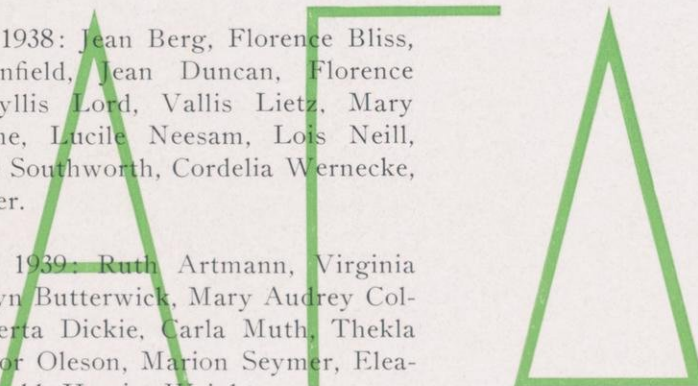 ΑΓΔ
1938: Jean Berg, Florence Bliss,
nfield, Jean Duncan, Florence
yllis Lord, Vallis Lietz, Mary
ne, Lucile Neesam, Lois Neill,
Southworth, Cordelia Wernecke,
er.
1939: Ruth Artmann, Virginia
yn Butterwick, Mary Audrey Col-
erta Dickie, Carla Muth, Thekla
or Oleson, Marion Seymer, Elea-